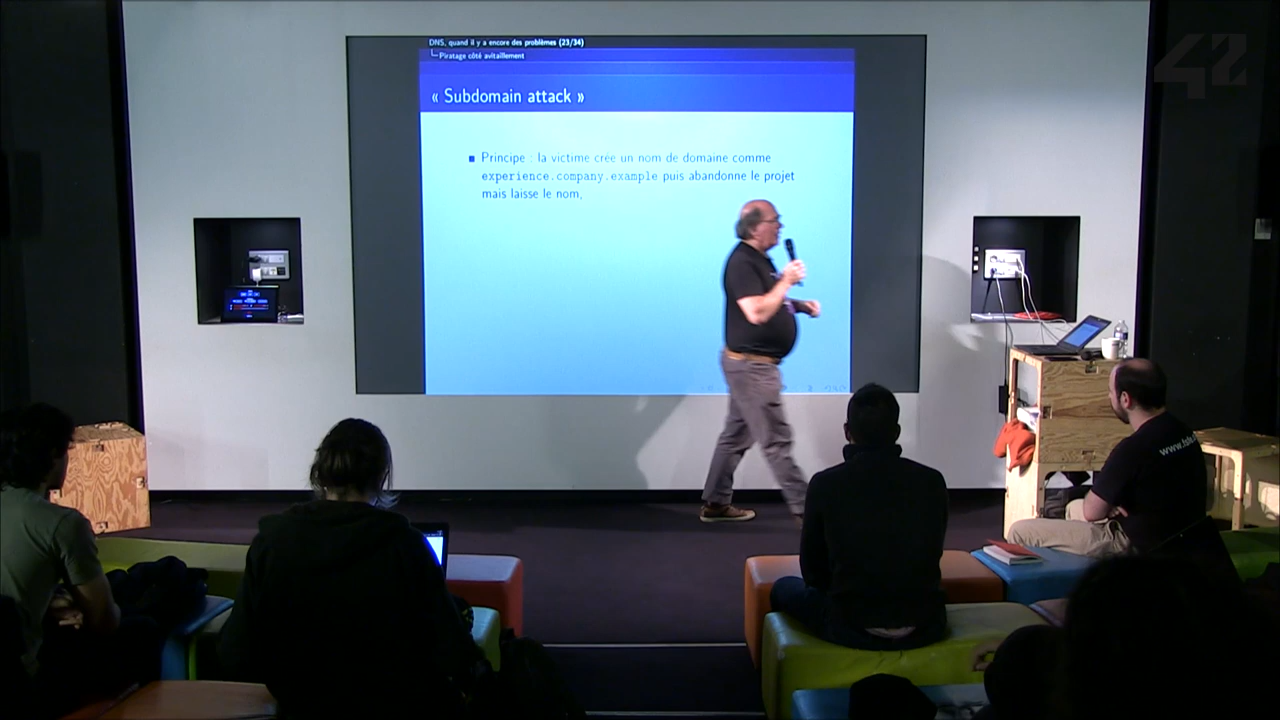 DNS, quand il y a encore des problèmes (23/34)
Piratage côté avitaillement
« Subdomain attack »
Principe : la victime crée un nom de domaine comme
experience.company.example puis abandonne le projet
mais laisse le nom,
42